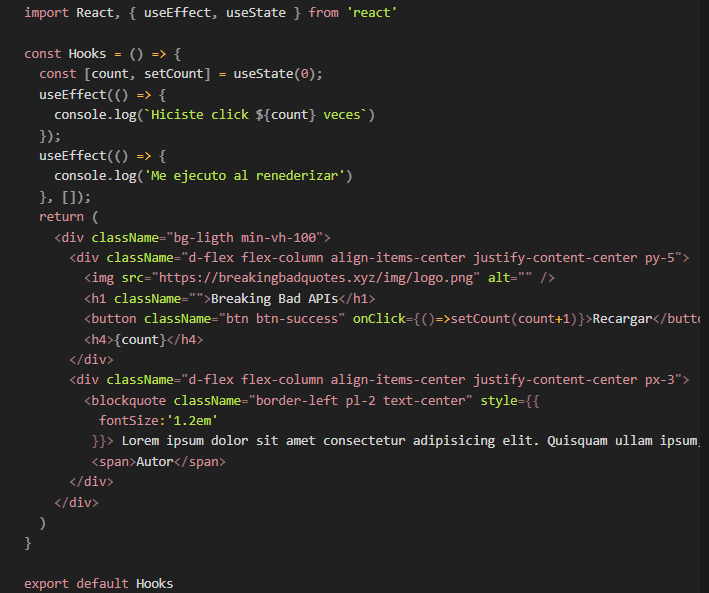 import React, { useEffect, useState } from 'react'
const Hooks = () => {
const [count, setCount] = useState(0);
useEffect(() => {
console.log(`Hiciste click ${count} veces`)
});
useEffect(() => {
console.log('Me ejecuto al renederizar')
}, []);
return (
<div className="bg-ligth min-vh-100">
<div className="d-flex flex-column align-items-center justify-content-center py-5">
<img src="https://breakingbadquotes.xyz/img/logo.png" alt="" />
<h1 className="">Breaking Bad APIs</h1>
<button className="btn btn-success" onClick={()=>setCount(count+1)}>Recargar</butto
<h4>{count}</h4>
</div>
<div className="d-flex flex-column align-items-center justify-content-center px-3">
<blockquote className="border-left pl-2 text-center" style={{
fontSize:'1.2em'
}}> Lorem ipsum dolor sit amet consectetur adipisicing elit. Quisquam ullam ipsum,
<span>Autor</span>
</div>
</div>
)
}
export default Hooks